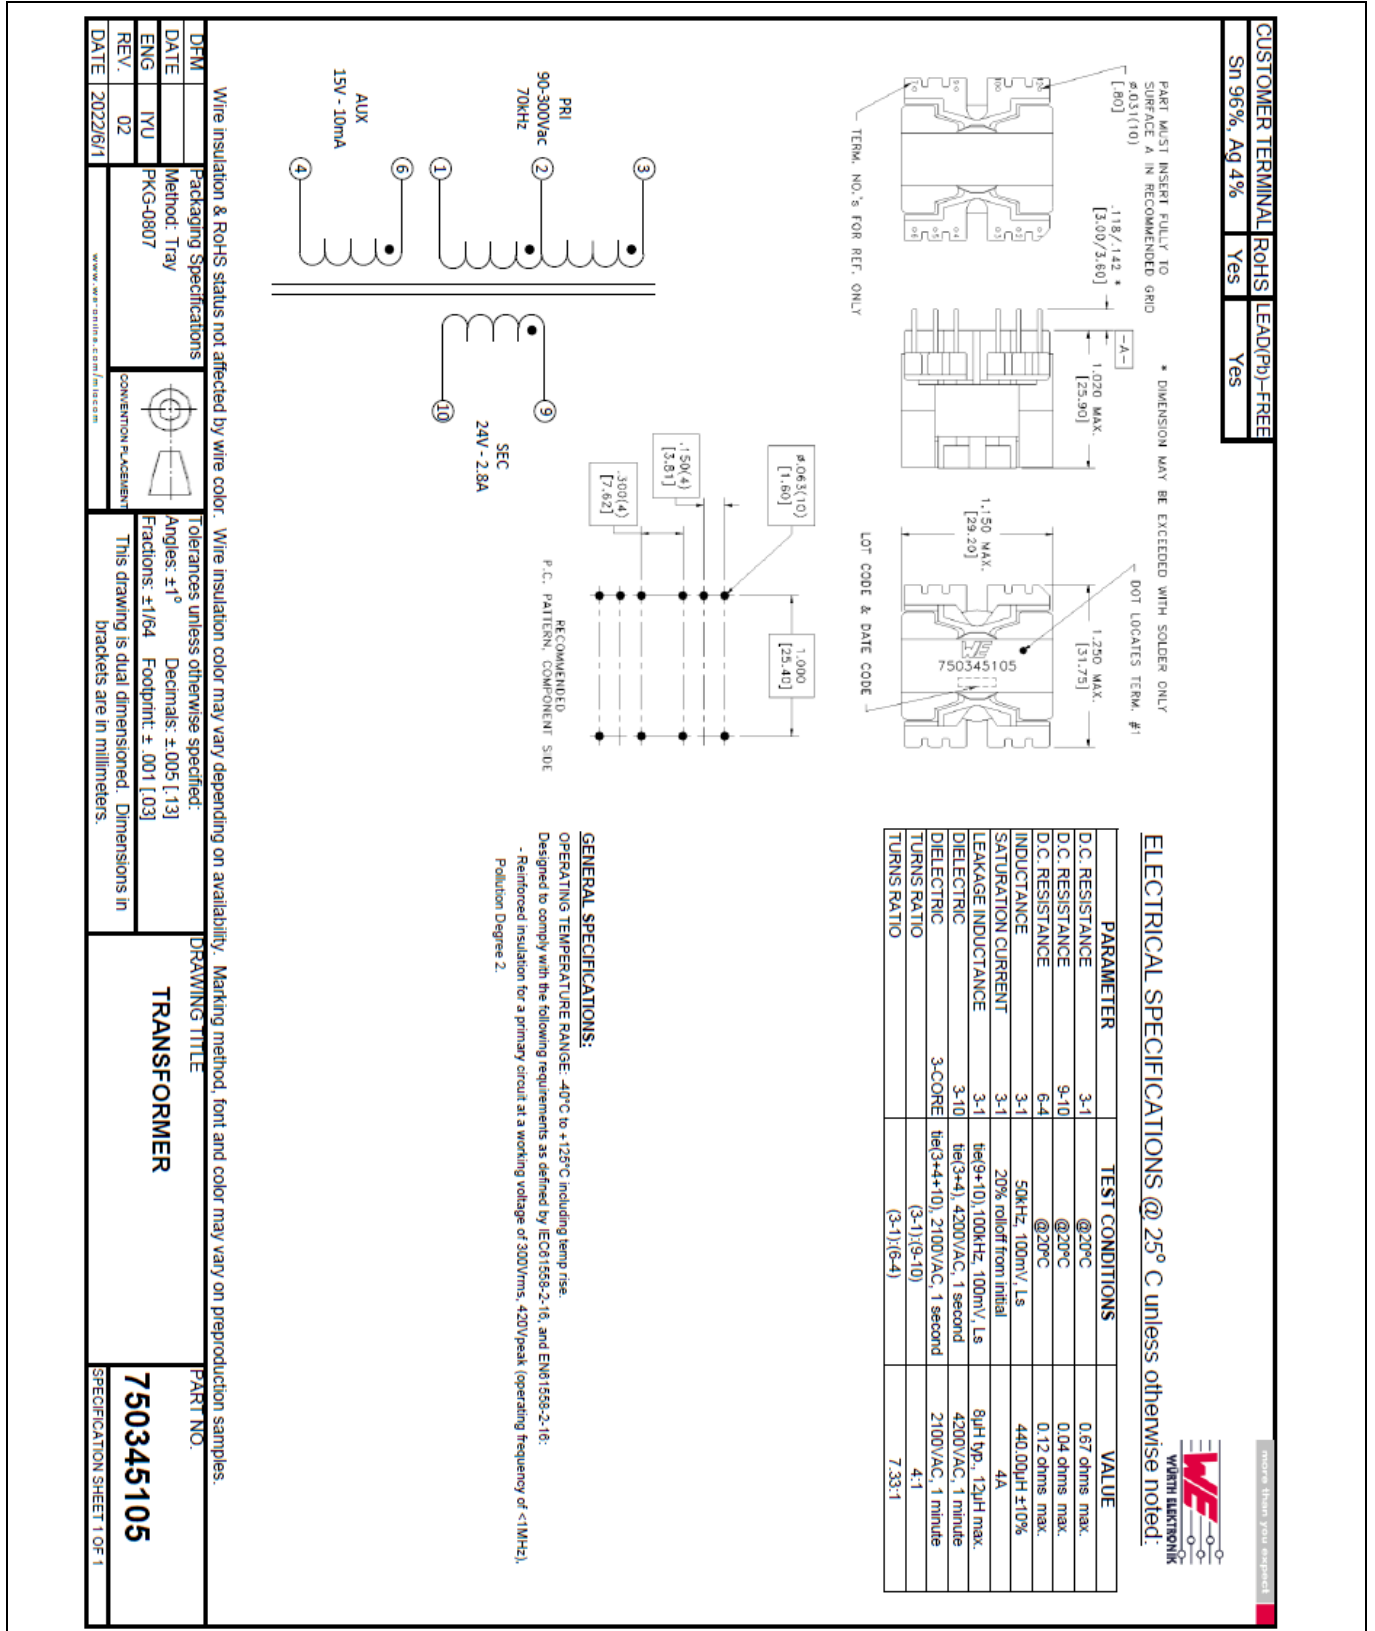 CUSTOMER TERMINAL RoHS LEAD(Pb)–FREE
Sn 96%, Ag 4% Yes Yes
more than you expect
WE
WÜRTH ELEKTRONIK
PART MUST INSERT FULLY TO
SURFACE A IN RECOMMENDED GRID
ø.031(10)
[.80]
TERM. NO.'s FOR REF. ONLY
* DIMENSION MAY BE EXCEEDED WITH SOLDER ONLY
.118/.142 *
[3.00/3.60]
-A-
1.020 MAX.
[25.90]
1.150 MAX.
[29.20]
DOT LOCATES TERM. #1
1.250 MAX.
[31.75]
WE
750345105
LOT CODE & DATE CODE
ø.063(10)
[1.60]
.150(4)
[3.81]
.300(4)
[7.62]
1.000
[25.40]
RECOMMENDED
P.C. PATTERN, COMPONENT SIDE
PRI
90-300Vac
70kHz
3
2
1
AUX
15V - 10mA
6
4
9
10
SEC
24V - 2.8A
ELECTRICAL SPECIFICATIONS @ 25° C unless otherwise noted:
PARAMETER TEST CONDITIONS VALUE
D.C. RESISTANCE 3-1 @20°C 0.67 ohms max.
D.C. RESISTANCE 9-10 @20°C 0.04 ohms max.
D.C. RESISTANCE 6-4 @20°C 0.12 ohms max.
INDUCTANCE 3-1 50kHz, 100mV, Ls 440.00µH ±10%
SATURATION CURRENT 3-1 20% rolloff from initial 4A
LEAKAGE INDUCTANCE 3-1 tie(9+10),100kHz, 100mV, Ls 8µH typ., 12µH max.
DIELECTRIC 3-10 tie(3+4), 4200VAC, 1 second 4200VAC, 1 minute
DIELECTRIC 3-CORE tie(3+4+10), 2100VAC, 1 second 2100VAC, 1 minute
TURNS RATIO (3-1):(9-10) 4:1
TURNS RATIO (3-1):(6-4) 7.33:1
GENERAL SPECIFICATIONS:
OPERATING TEMPERATURE RANGE: -40°C to +125°C including temp rise.
Designed to comply with the following requirements as defined by IEC61558-2-16, and EN61558-2-16:
- Reinforced insulation for a primary circuit at a working voltage of 300Vrms, 420Vpeak (operating frequency of <1MHz),
Pollution Degree 2.
Wire insulation & RoHS status not affected by wire color. Wire insulation color may vary depending on availability. Marking method, font and color may vary on preproduction samples.
DFM
DATE
ENG IYU
REV. 02
DATE 2022/6/1
Packaging Specifications
Method: Tray
PKG-0807
CONVENTION PLACEMENT
www.we-online.com/midcom
Tolerances unless otherwise specified:
Angles: ±1° Decimals: ±.005 [.13]
Fractions: ±1/64 Footprint: ± .001 [.03]
This drawing is dual dimensioned. Dimensions in
brackets are in millimeters.
DRAWING TITLE
TRANSFORMER
PART NO.
750345105
SPECIFICATION SHEET 1 OF 1